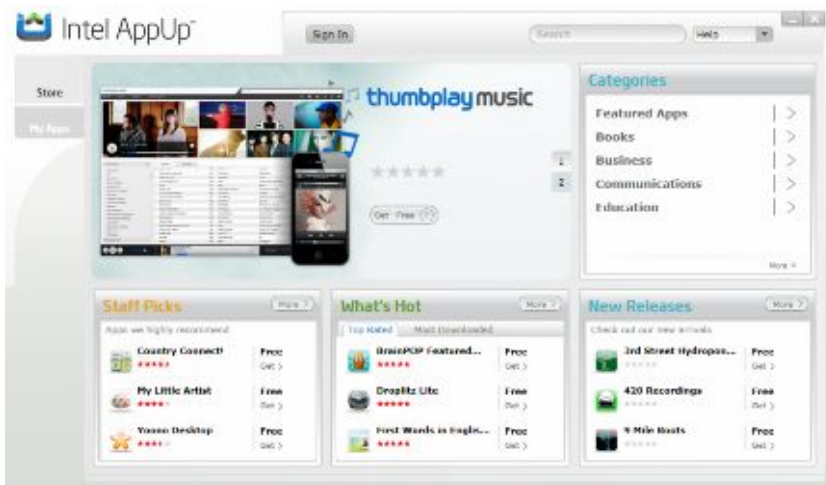 Intel AppUp
Sign In
Search
Help
Store
My Apps
thumbplay music
1
2
Get Free
Categories
Featured Apps
Books
Business
Communications
Education
More >
Staff Picks
More >
Apps we highly recommend
Country Connect!
Free
Get >
My Little Artist
Free
Get >
Yoono Desktop
Free
Get >
What's Hot
More >
Top Rated
Most Downloaded
BrainPOP Featured...
Free
Get >
Droplitz Lite
Free
Get >
First Words in Englis...
Free
Get >
New Releases
More >
Check out our new arrivals
3rd Street Hydropon...
Free
Get >
420 Recordings
Free
Get >
9 Mile Roots
Free
Get >